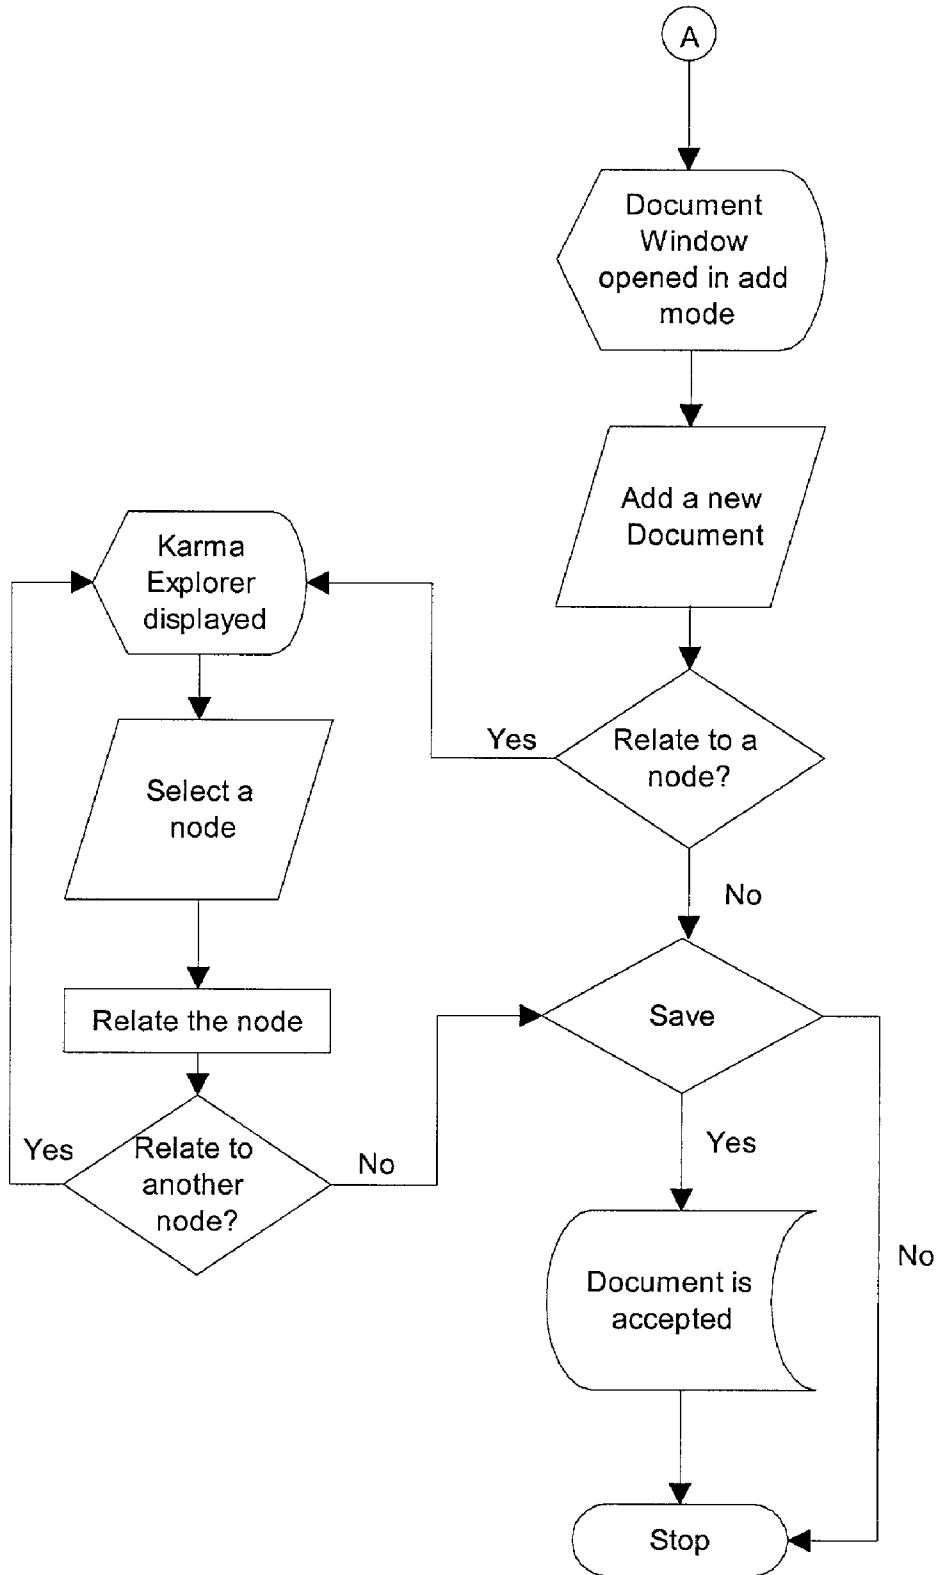 A
Document
Window
opened in add
mode
Add a new
Document
Relate to a
node?
Yes
No
Karma
Explorer
displayed
Select a
node
Relate the node
Relate to
another
node?
Yes
No
Save
Yes
No
Document is
accepted
Stop